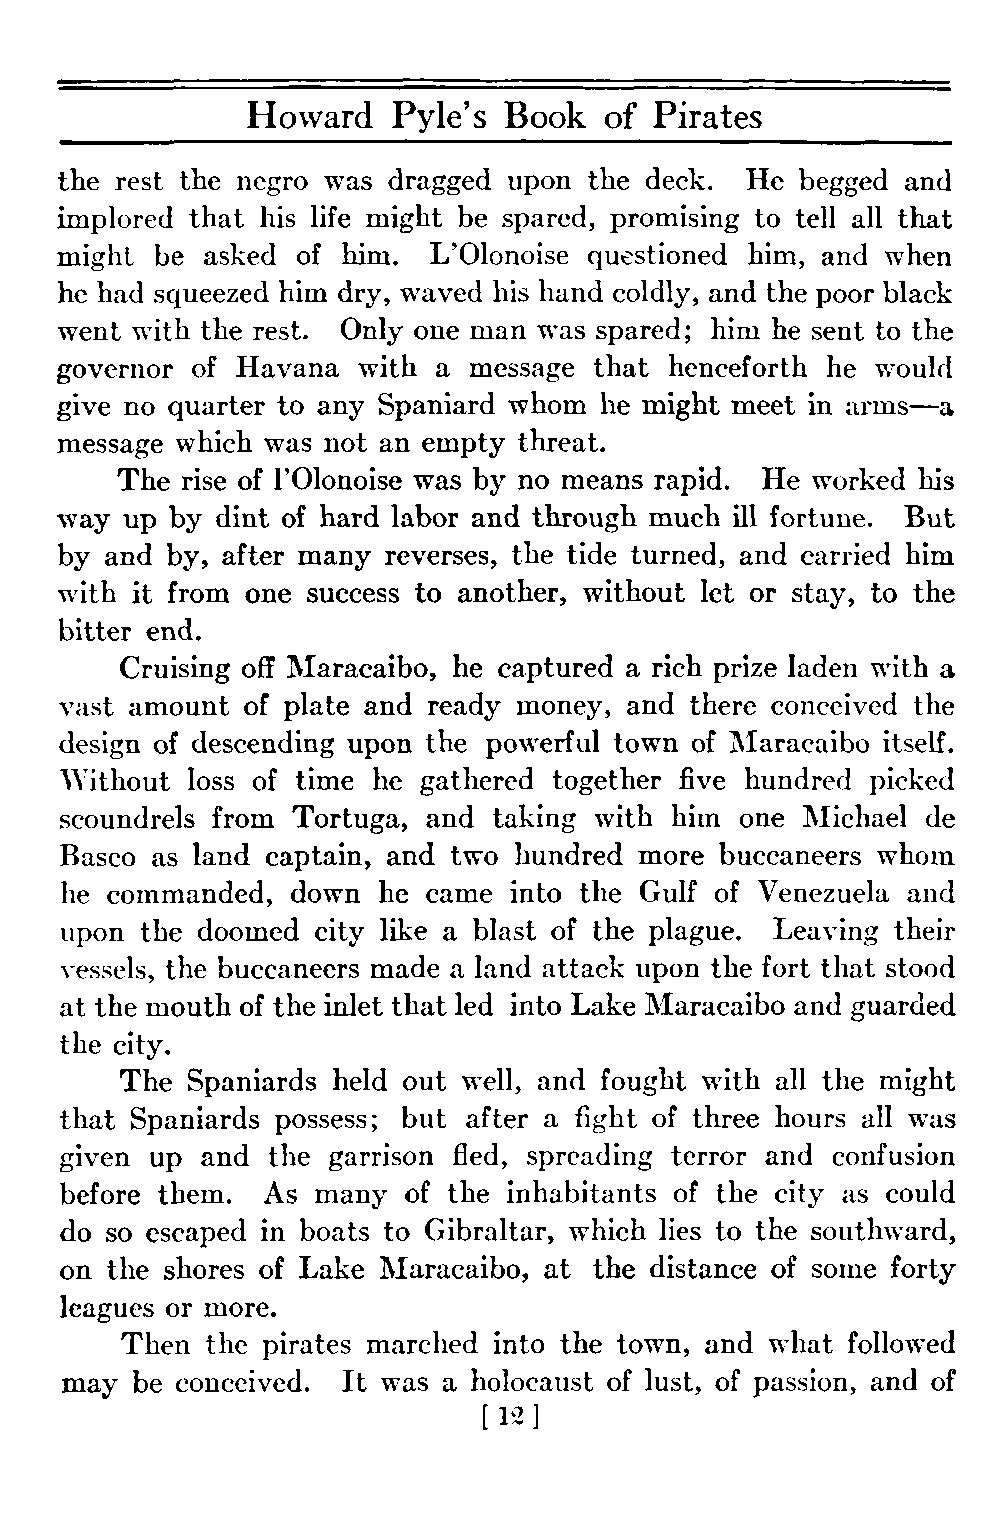 Howard Pyle's Book of Pirates
the rest the negro was dragged upon the deck. He begged and
implored that his life might be spared, promising to tell all that
might be asked of him. L'Olonoise questioned him, and when
he had squeezed him dry, waved his hand coldly, and the poor black
went with the rest. Only one man was spared; him he sent to the
governor of Havana with a message that henceforth he would
give no quarter to any Spaniard whom he might meet in arms—a
message which was not an empty threat.
The rise of l'Olonoise was by no means rapid. He worked his
way up by dint of hard labor and through much ill fortune. But
by and by, after many reverses, the tide turned, and carried him
with it from one success to another, without let or stay, to the
bitter end.
Cruising off Maracaibo, he captured a rich prize laden with a
vast amount of plate and ready money, and there conceived the
design of descending upon the powerful town of Maracaibo itself.
Without loss of time he gathered together five hundred picked
scoundrels from Tortuga, and taking with him one Michael de
Basco as land captain, and two hundred more buccaneers whom
he commanded, down he came into the Gulf of Venezuela and
upon the doomed city like a blast of the plague. Leaving their
vessels, the buccaneers made a land attack upon the fort that stood
at the mouth of the inlet that led into Lake Maracaibo and guarded
the city.
The Spaniards held out well, and fought with all the might
that Spaniards possess; but after a fight of three hours all was
given up and the garrison fled, spreading terror and confusion
before them. As many of the inhabitants of the city as could
do so escaped in boats to Gibraltar, which lies to the southward,
on the shores of Lake Maracaibo, at the distance of some forty
leagues or more.
Then the pirates marched into the town, and what followed
may be conceived. It was a holocaust of lust, of passion, and of
[ 12 ]